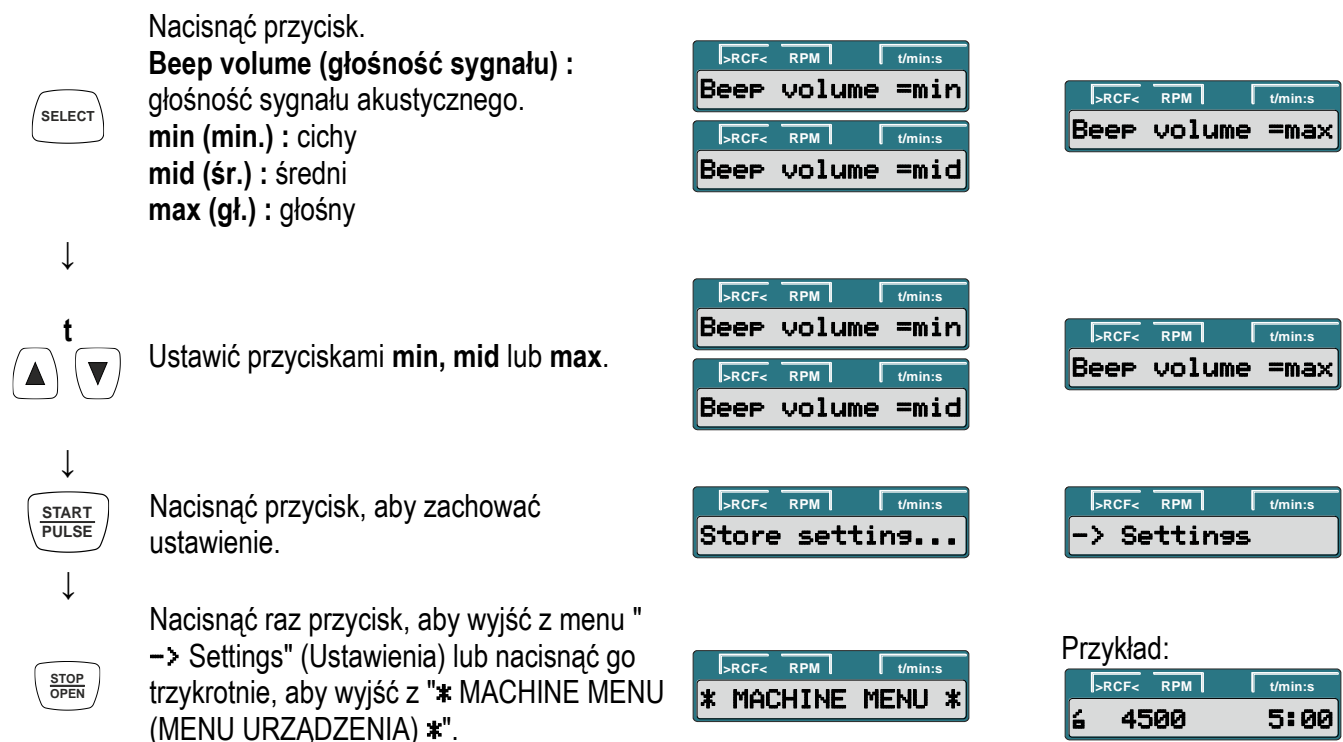 Nacisnąć przycisk.
Beep volume (głośność sygnału) :
głośność sygnału akustycznego.
min (min.) : cichy
mid (śr.) : średni
max (gł.) : głośny
SELECT
>RCF< RPM t/min:s
Beep volume =min
>RCF< RPM t/min:s
Beep volume =mid
>RCF< RPM t/min:s
Beep volume =max
↓
t
▲ ▼
Ustawić przyciskami min, mid lub max.
>RCF< RPM t/min:s
Beep volume =min
>RCF< RPM t/min:s
Beep volume =mid
>RCF< RPM t/min:s
Beep volume =max
↓
START
PULSE
Nacisnąć przycisk, aby zachować
ustawienie.
>RCF< RPM t/min:s
Store setting...
>RCF< RPM t/min:s
-> Settings
↓
STOP
OPEN
Nacisnąć raz przycisk, aby wyjść z menu "
-> Settings" (Ustawienia) lub nacisnąć go
trzykrotnie, aby wyjść z "* MACHINE MENU
(MENU URZĄDZENIA) *".
>RCF< RPM t/min:s
* MACHINE MENU *
Przykład:
>RCF< RPM t/min:s
4500 5:00